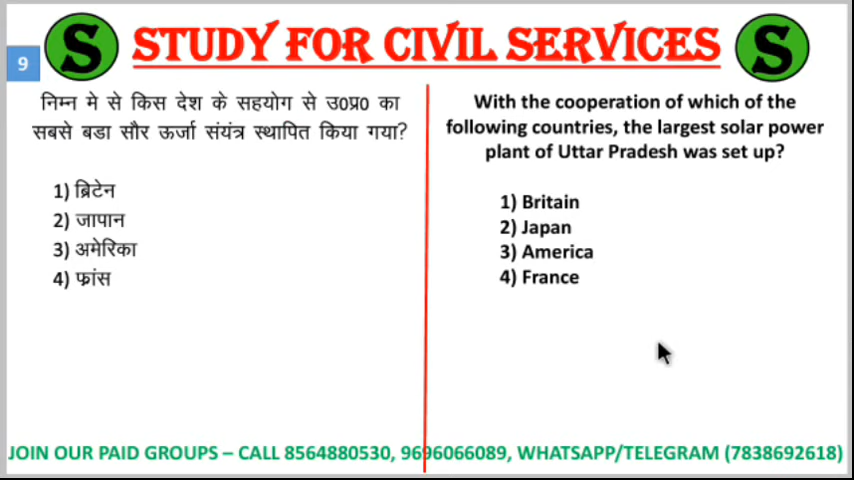 S STUDY FOR CIVIL SERVICES S
9
निम्न मे से किस देश के सहयोग से उ0प्र0 का
सबसे बडा सौर ऊर्जा संयंत्र स्थापित किया गया?
1) ब्रिटेन
2) जापान
3) अमेरिका
4) फ्रांस
With the cooperation of which of the
following countries, the largest solar power
plant of Uttar Pradesh was set up?
1) Britain
2) Japan
3) America
4) France
JOIN OUR PAID GROUPS – CALL 8564880530, 9696066089, WHATSAPP/TELEGRAM (7838692618)